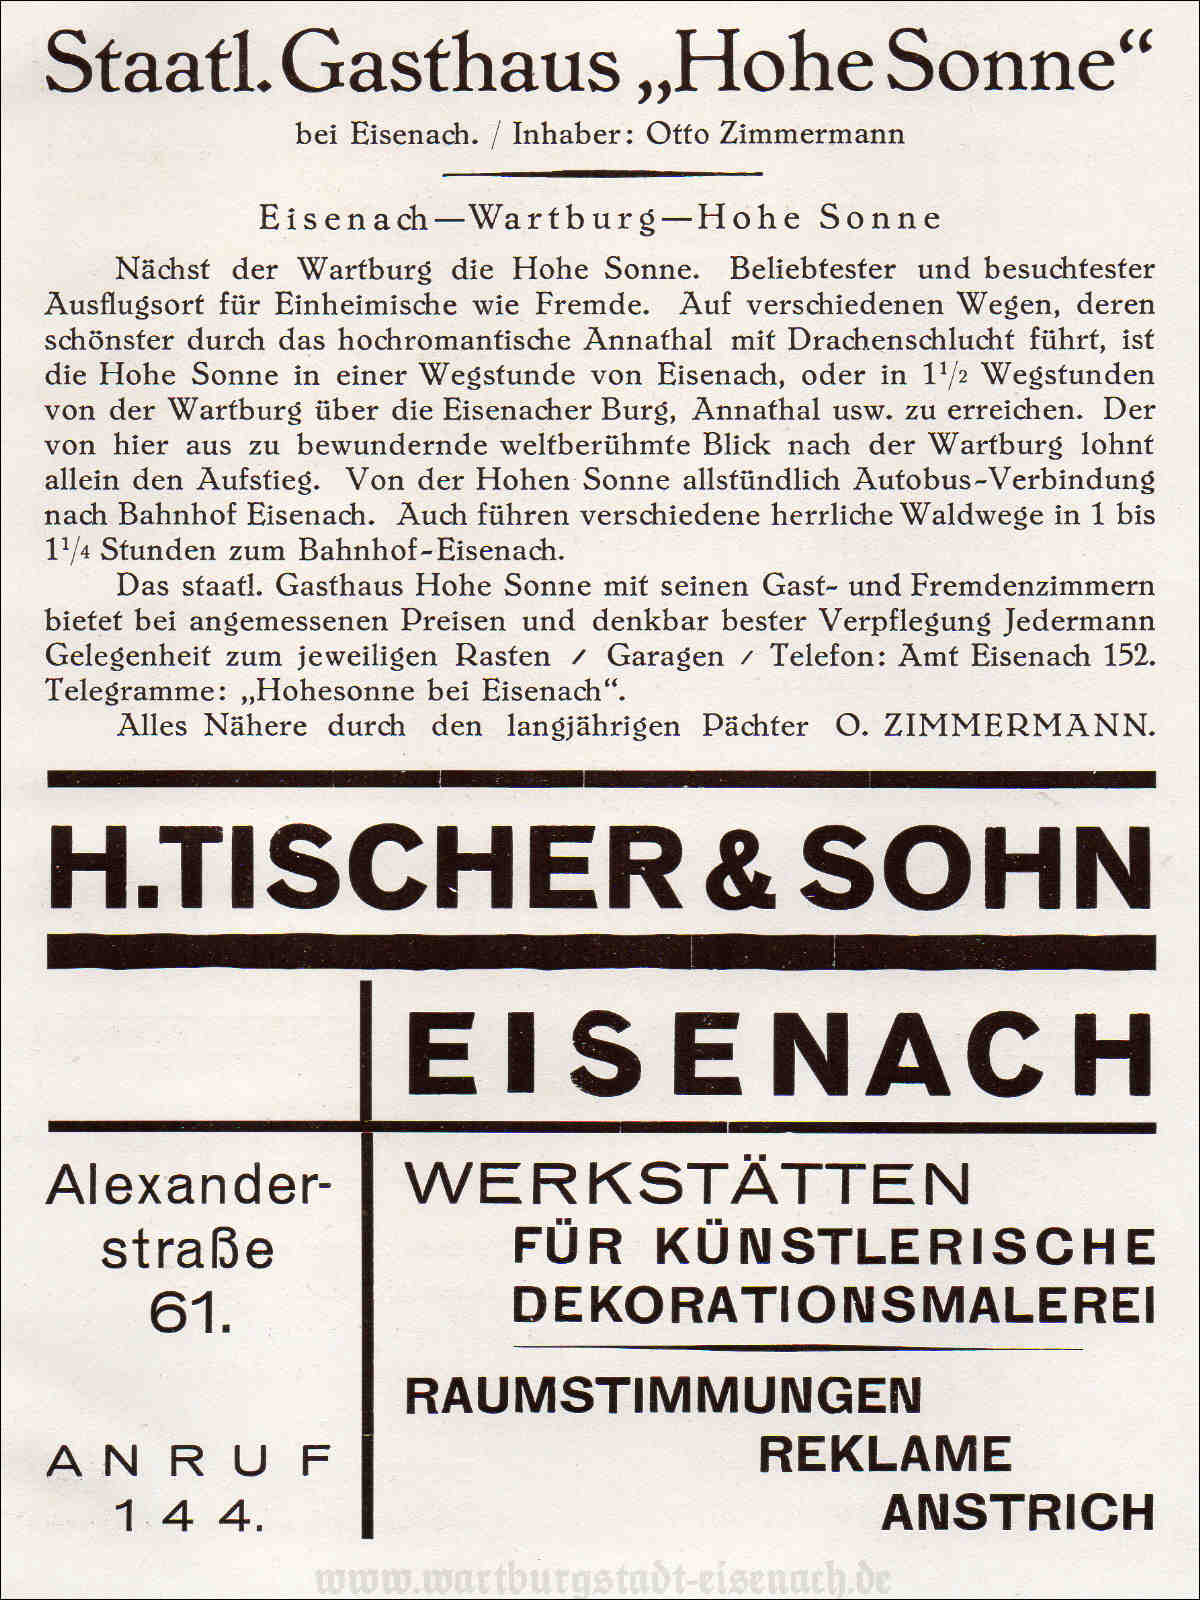 Staatl. Gasthaus „Hohe Sonne“
bei Eisenach. / Inhaber: Otto Zimmermann
Eisenach—Wartburg—Hohe Sonne
Nächst der Wartburg die Hohe Sonne. Beliebtester und besuchtester
Ausflugsort für Einheimische wie Fremde. Auf verschiedenen Wegen, deren
schönster durch das hochromantische Annathal mit Drachenschlucht führt, ist
die Hohe Sonne in einer Wegstunde von Eisenach, oder in 1 1/2 Wegstunden
von der Wartburg über die Eisenacher Burg, Annathal usw. zu erreichen. Der
von hier aus zu bewundernde weltberühmte Blick nach der Wartburg lohnt
allein den Aufstieg. Von der Hohen Sonne allstündlich Autobus-Verbindung
nach Bahnhof Eisenach. Auch führen verschiedene herrliche Waldwege in 1 bis
1 1/4 Stunden zum Bahnhof-Eisenach.
Das staatl. Gasthaus Hohe Sonne mit seinen Gast- und Fremdenzimmern
bietet bei angemessenen Preisen und denkbar bester Verpflegung Jedermann
Gelegenheit zum jeweiligen Rasten / Garagen / Telefon: Amt Eisenach 152.
Telegramme: „Hohesonne bei Eisenach“.
Alles Nähere durch den langjährigen Pächter O. ZIMMERMANN.
H. TISCHER & SOHN
EISENACH
Alexander-
straße
61.
ANRUF
144.
WERKSTÄTTEN
FÜR KÜNSTLERISCHE
DEKORATIONSMALEREI
RAUMSTIMMUNGEN
REKLAME
ANSTRICH
www.wartburgstadt-eisenach.de